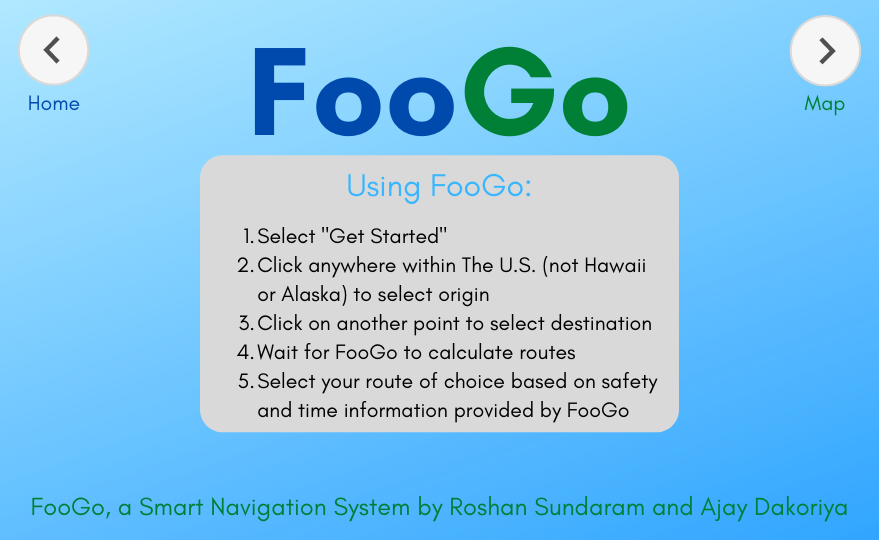 FooGo
Home
Map
Using FooGo:
1. Select "Get Started"
2. Click anywhere within The U.S. (not Hawaii
or Alaska) to select origin
3. Click on another point to select destination
4. Wait for FooGo to calculate routes
5. Select your route of choice based on safety
and time information provided by FooGo
FooGo, a Smart Navigation System by Roshan Sundaram and Ajay Dakoriya